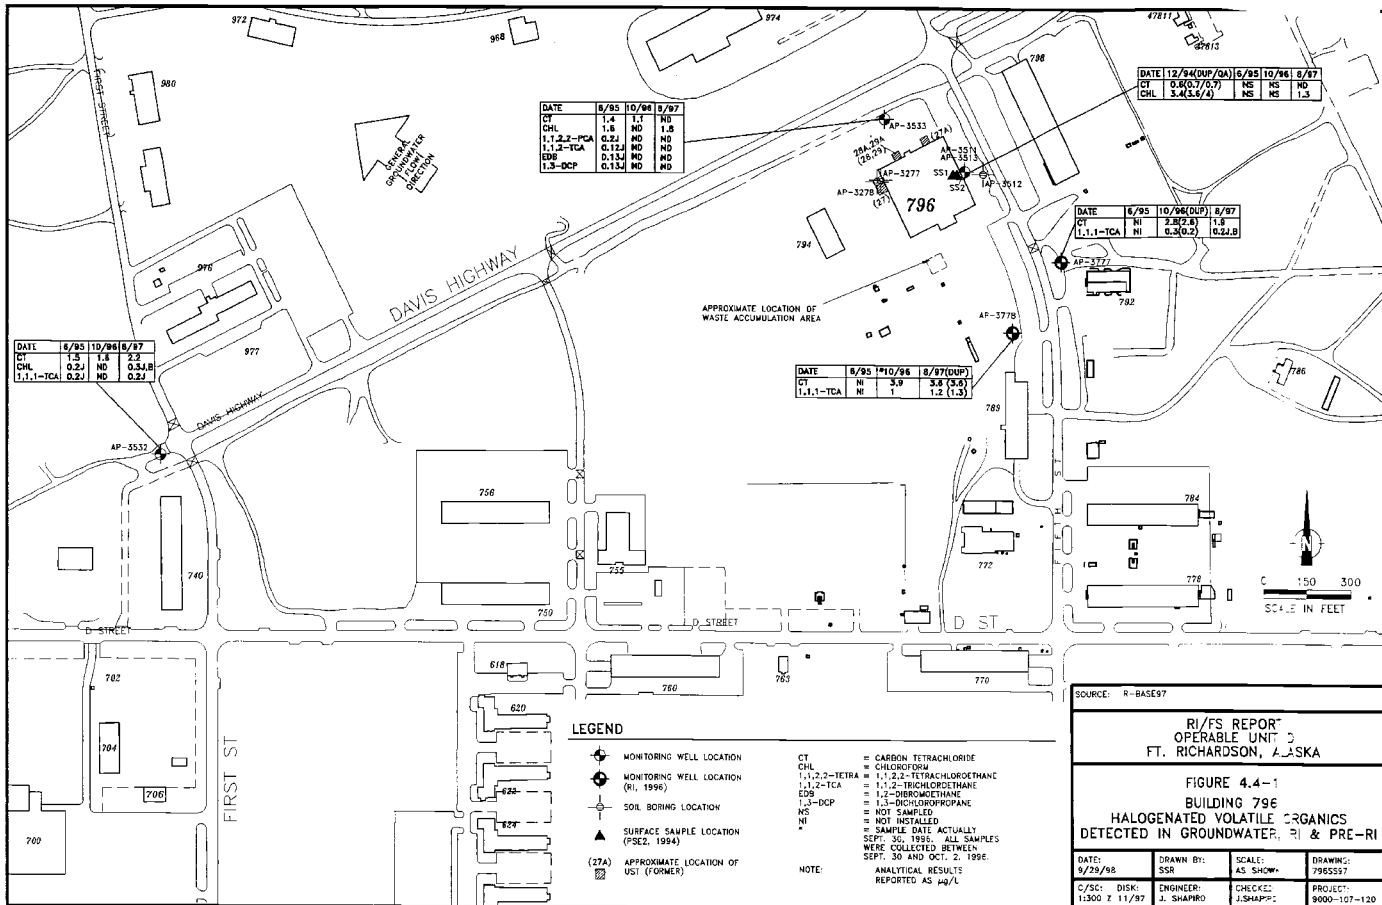 972
968
974
47811
47813
980
798
FIRST STREET
DATE 6/95 10/96 8/97
CT 1.4 1.1 ND
CHL 1.6 ND 1.8
1,1,2,2-PCA 0.2J ND ND
1,1,2-TCA 0.12J ND ND
EDB 0.13J ND ND
1,3-DCP 0.13J ND ND
DATE 12/94(DUP/QA) 6/95 10/96 8/97
CT 0.6(0.7/0.7) NS NS ND
CHL 3.4(3.6/4) NS NS 1.3
GENERAL
GROUNDWATER
FLOW
DIRECTION
AP-3533
(27A)
28A,29A
(28,29)
AP-3511
AP-3513
AP-3277
SS1
SS2
AP-3512
AP-3278
(27)
796
794
DATE 6/95 10/96(DUP) 8/97
CT NI 2.8(2.6) 1.9
1,1,1-TCA NI 0.3(0.2) 0.2J,B
AP-3777
792
976
977
DAVIS HIGHWAY
APPROXIMATE LOCATION OF
WASTE ACCUMULATION AREA
AP-3778
DATE 6/95 10/96 8/97
CT 1.5 1.6 2.2
CHL 0.2J ND 0.3J,B
1,1,1-TCA 0.2J ND 0.2J
DATE 6/95 *10/96 8/97(DUP)
CT NI 3.9 3.6 (3.6)
1,1,1-TCA NI 1 1.2 (1.3)
786
789
DAVIS HIGHWAY
AP-3532
756
784
740
755
772
FIFTH ST
778
750
N
0 150 300
SCALE IN FEET
D STREET
D STREET
D ST
702
618
760
763
770
620
704
706
622
624
700
FIRST ST
LEGEND
MONITORING WELL LOCATION
MONITORING WELL LOCATION
(RI, 1996)
SOIL BORING LOCATION
SURFACE SAMPLE LOCATION
(PSE2, 1994)
(27A) APPROXIMATE LOCATION OF
UST (FORMER)
CT = CARBON TETRACHLORIDE
CHL = CHLOROFORM
1,1,2,2-TETRA = 1,1,2,2-TETRACHLOROETHANE
1,1,2-TCA = 1,1,2-TRICHLOROETHANE
EDB = 1,2-DIBROMOETHANE
1,3-DCP = 1,3-DICHLOROPROPANE
NS = NOT SAMPLED
NI = NOT INSTALLED
* = SAMPLE DATE ACTUALLY
SEPT. 30, 1996. ALL SAMPLES
WERE COLLECTED BETWEEN
SEPT. 30 AND OCT. 2, 1996.
NOTE: ANALYTICAL RESULTS
REPORTED AS µg/L
SOURCE: R-BASE97
RI/FS REPORT
OPERABLE UNIT D
FT. RICHARDSON, ALASKA
FIGURE 4.4-1
BUILDING 796
HALOGENATED VOLATILE ORGANICS
DETECTED IN GROUNDWATER, RI & PRE-RI
DATE: 9/29/98
DRAWN BY: SSR
SCALE: AS SHOWN
DRAWING: 796SS97
C/SC: DISK: 1:300 Z 11/97
ENGINEER: J. SHAPIRO
CHECKED: J.SHAPIRO
PROJECT: 9000-107-120